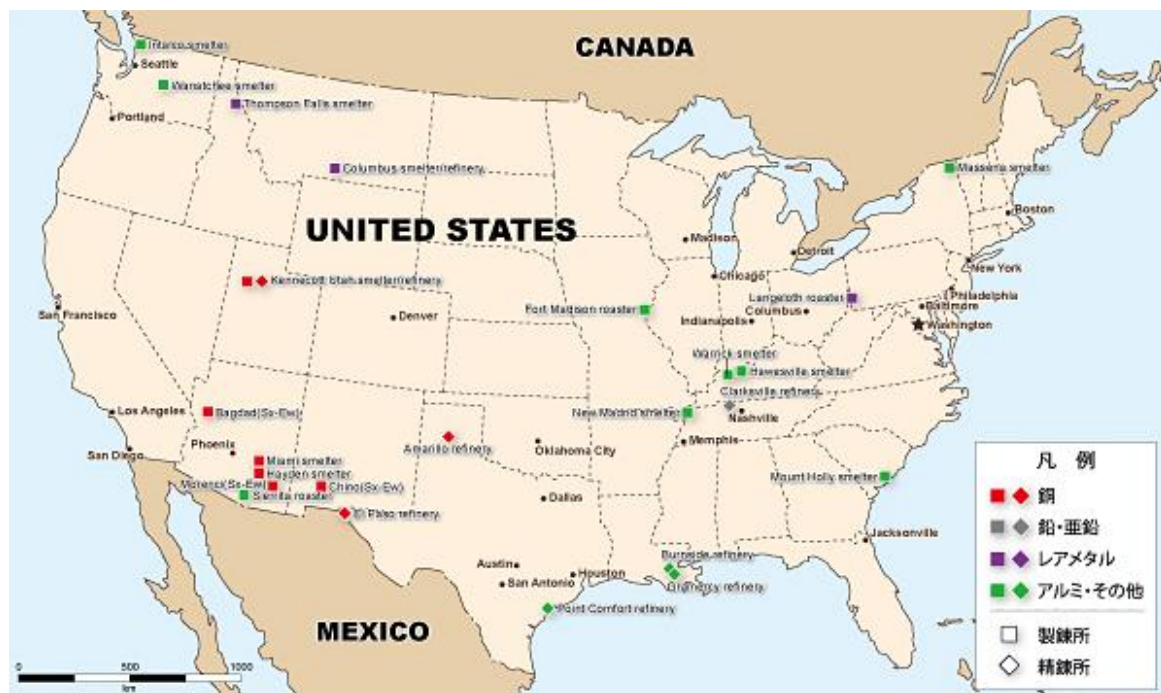 CANADA
Intarco smelter
Seattle
Wanatchee smelter
Thompson Falls smelter
Portland
Columbus smelter/refinery
Massena smelter
UNITED STATES
Boston
Madison
Detroit
New York
Chicago
Kennecott Utah smelter/refinery
Langeloth roaster
Philadelphia
Baltimore
San Francisco
Denver
Fort Madison roaster
Columbus
Indianapolis
Washington
Warrick smelter
Hawesville smelter
Clarksville refinery
Los Angeles
Bagdad(Sx-Ew)
New Madrid smelter
Nashville
Phoenix
Amarillo refinery
Oklahoma City
Memphis
San Diego
Miami smelter
Hayden smelter
Morenci(Sx-Ew)
Chino(Sx-Ew)
Sierrita roaster
Mount Holly smelter
Dallas
El Paso refinery
Jacksonville
Burnside refinery
Austin
Houston
Gramercy refinery
San Antonio
Point Comfort refinery
MEXICO
0 500 1000
km
凡 例
銅
鉛・亜鉛
レアメタル
アルミ・その他
製錬所
精錬所